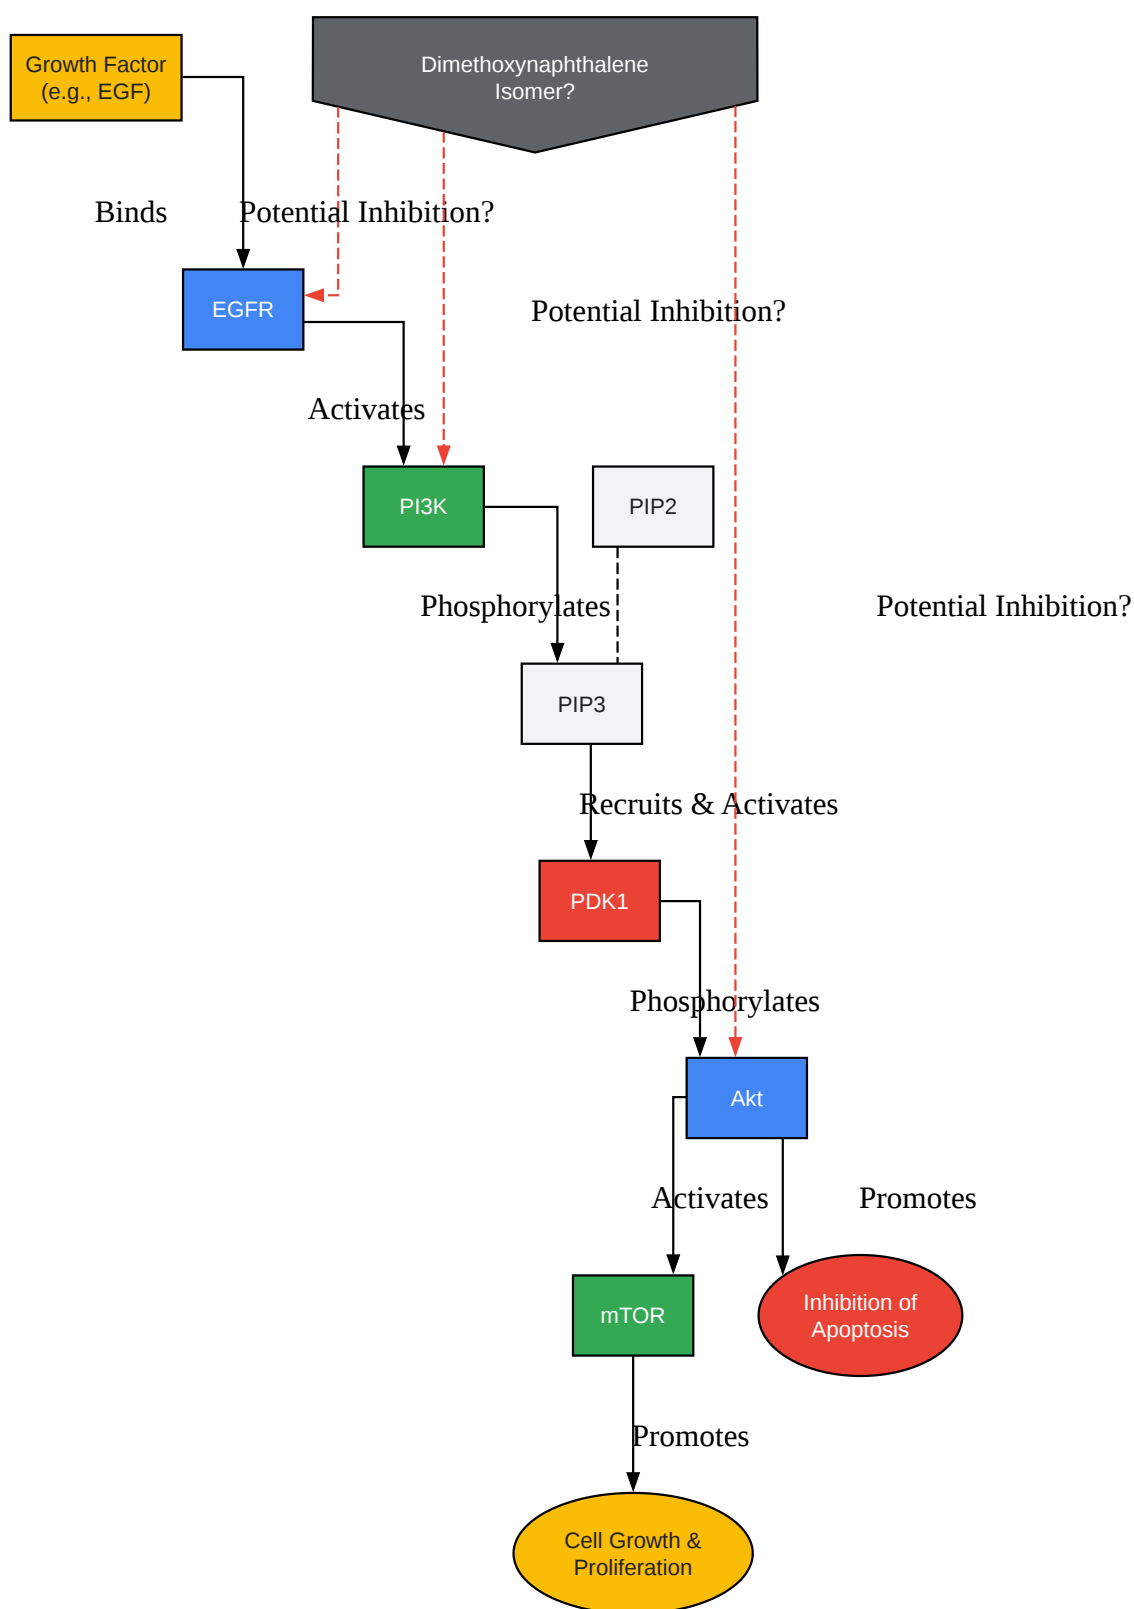 Growth Factor
(e.g., EGF)
Dimethoxynaphthalene
Isomer?
Binds
Potential Inhibition?
EGFR
Potential Inhibition?
Activates
PI3K
PIP2
Phosphorylates
Potential Inhibition?
PIP3
Recruits & Activates
PDK1
Phosphorylates
Akt
Activates
Promotes
mTOR
Inhibition of
Apoptosis
Promotes
Cell Growth &
Proliferation